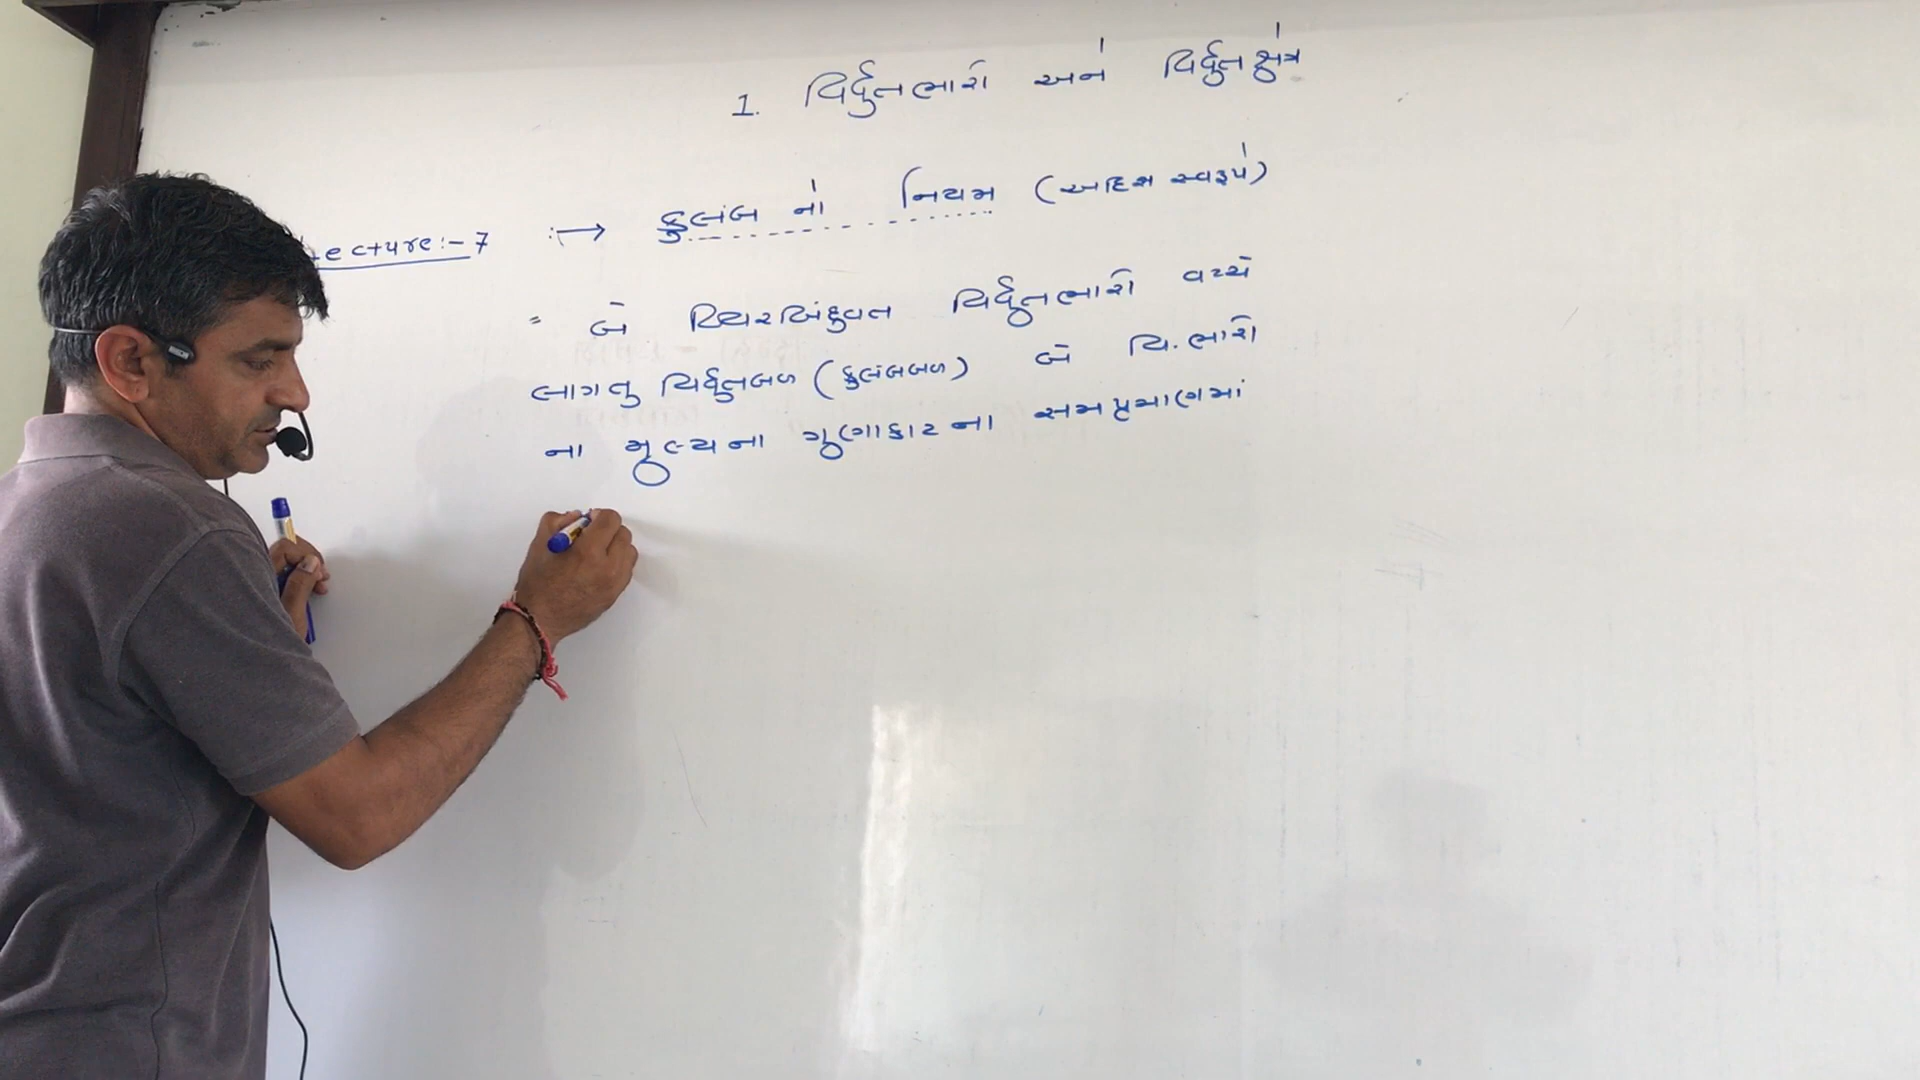 1. વિદ્યુતભારો અને વિદ્યુતક્ષેત્ર
Lecture:- 7 :→ કુલંબ નો નિયમ (અદિશ સ્વરૂપે)
= બે સ્થિરબિંદુવત વિદ્યુતભારો વચ્ચે
લાગતુ વિદ્યુતબળ (કુલંબબળ) બે વિ.ભારો
ના મૂલ્યના ગુણાકારના સમપ્રમાણમાં